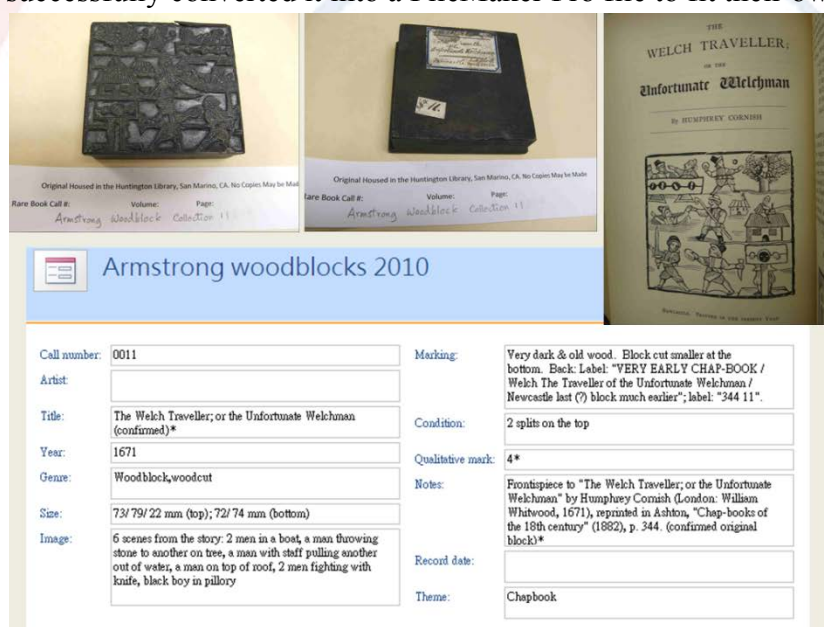 successfully converted it into a FileMaker Pro file to fit their ow
Original Housed in the Huntington Library, San Marino, CA. No Copies May be Mad
Rare Book Call #: Volume: Page:
Armstrong Woodblock Collection 11
Original Housed in the Huntington Library, San Marino, CA. No Copies May be Made
Rare Book Call #: Volume: Page:
Armstrong Woodblock Collection 11
THE
WELCH TRAVELLER;
OR THE
Unfortunate Welchman
By HUMPHREY CORNISH
Armstrong woodblocks 2010
Call number: 0011
Artist:
Title: The Welch Traveller; or the Unfortunate Welchman
(confirmed)*
Year: 1671
Genre: Woodblock,woodcut
Size: 73/ 79/ 22 mm (top); 72/ 74 mm (bottom)
Image: 6 scenes from the story: 2 men in a boat, a man throwing
stone to another on tree, a man with staff pulling another
out of water, a man on top of roof, 2 men fighting with
knife, black boy in pillory
Marking: Very dark & old wood. Block cut smaller at the
bottom. Back: Label: "VERY EARLY CHAP-BOOK /
Welch The Traveler of the Unfortunate Welchman /
Newcastle last (?) block much earlier"; label: "344 11".
Condition: 2 splits on the top
Qualitative mark: 4*
Notes: Frontispiece to "The Welch Traveller; or the Unfortunate
Welchman" by Humphrey Cornish (London: William
Whitwood, 1671), reprinted in Ashton, "Chap-books of
the 18th century" (1882), p. 344. (confirmed original
block)*
Record date:
Theme: Chapbook